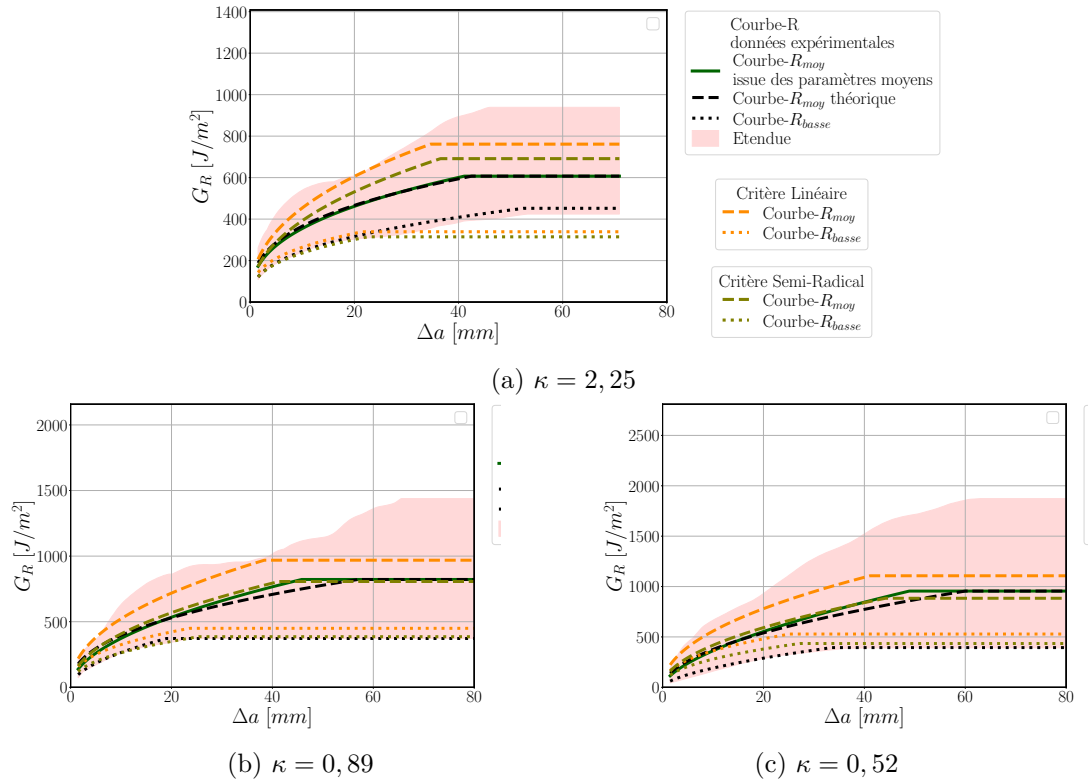 1400
1200
1000
800
600
400
200
0
0 20 40 60 80
G_R [J/m²]
Δa [mm]
Courbe-R
données expérimentales
Courbe-R_moy
issue des paramètres moyens
Courbe-R_moy théorique
Courbe-R_basse
Etendue
Critère Linéaire
Courbe-R_moy
Courbe-R_basse
Critère Semi-Radical
Courbe-R_moy
Courbe-R_basse
(a) κ = 2, 25
2000
1500
1000
500
0
0 20 40 60 80
G_R [J/m²]
Δa [mm]
(b) κ = 0, 89
2500
2000
1500
1000
500
0
0 20 40 60 80
G_R [J/m²]
Δa [mm]
(c) κ = 0, 52